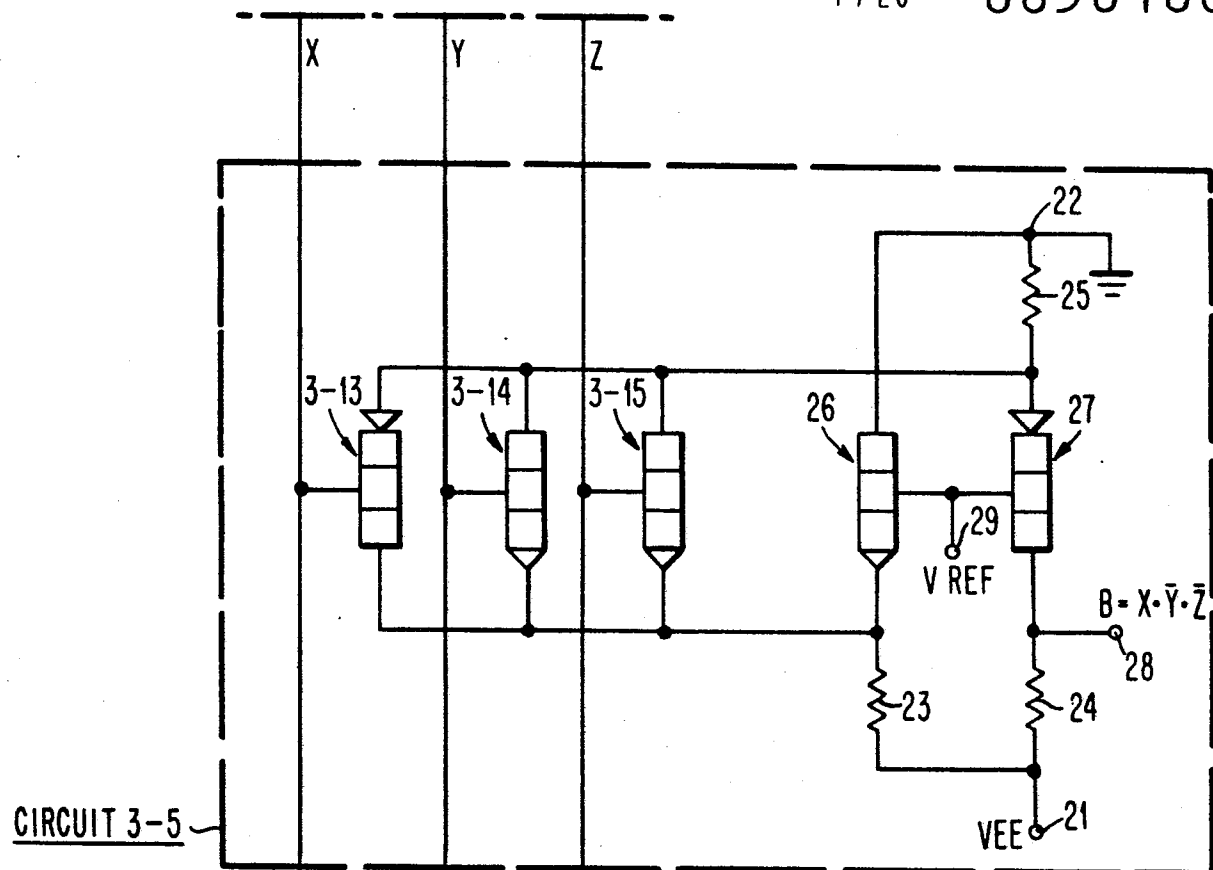 X
Y
Z
22
25
3-13
3-14
3-15
26
27
29
V REF
B = X·Ȳ·Z̄
28
23
24
CIRCUIT 3-5
VEE
21